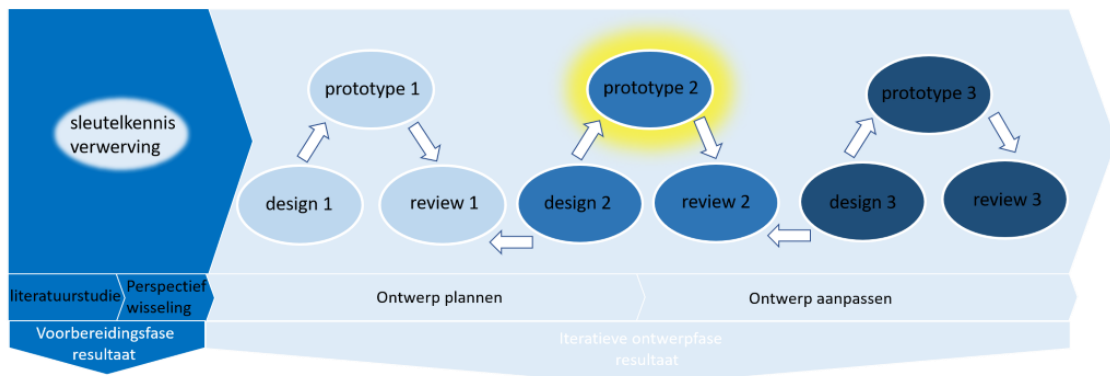 sleutelkennis
verwerving
prototype 1
design 1
review 1
prototype 2
design 2
review 2
prototype 3
design 3
review 3
literatuurstudie
Perspectief
wisseling
Ontwerp plannen
Ontwerp aanpassen
Voorbereidingsfase
resultaat
Iteratieve ontwerpfase
resultaat